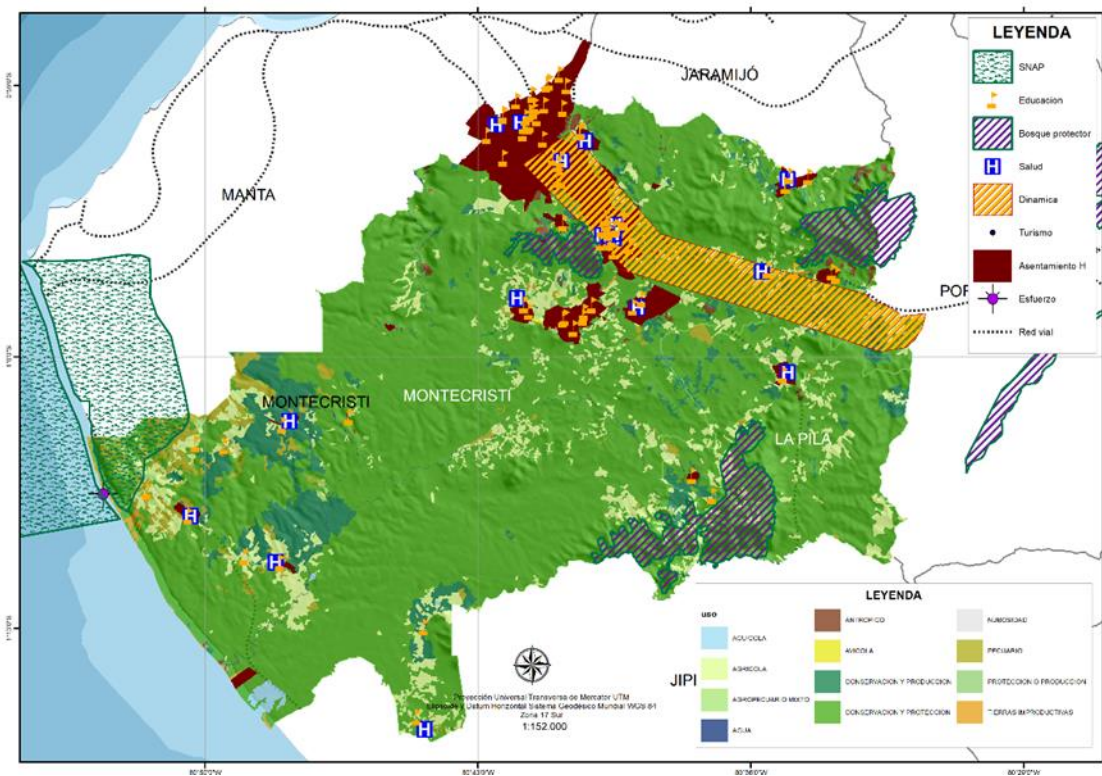 LEYENDA
SNAP
Educacion
Bosque protector
H
Salud
Dinamica
Turismo
Asentamiento H
Esfuerzo
Red vial
JARAMIJÓ
MANTA
MONTECRISTI
MONTECRISTI
LA PILA
JIPI
Proyección Universal Transversa de Mercator UTM
Zona 17 Sur
1:152.000
LEYENDA
uso
ACUICOLA
AGRICOLA
AGROPECUARIO MIXTO
AGUA
ANTROPICO
AVICOLA
CONSERVACION Y PRODUCCION
CONSERVACION Y PROTECCION
NUBOSIDAD
PECUARIO
PROTECCION O PRODUCCION
TIERRAS IMPRODUCTIVAS